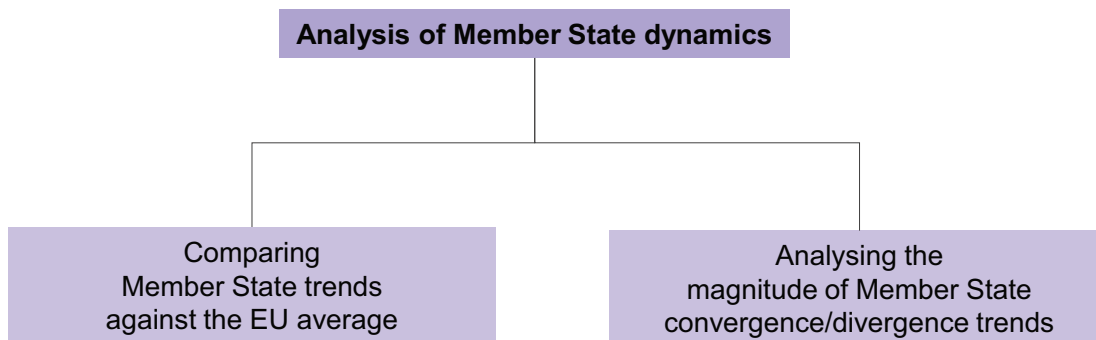 Analysis of Member State dynamics
Comparing
Member State trends
against the EU average
Analysing the
magnitude of Member State
convergence/divergence trends